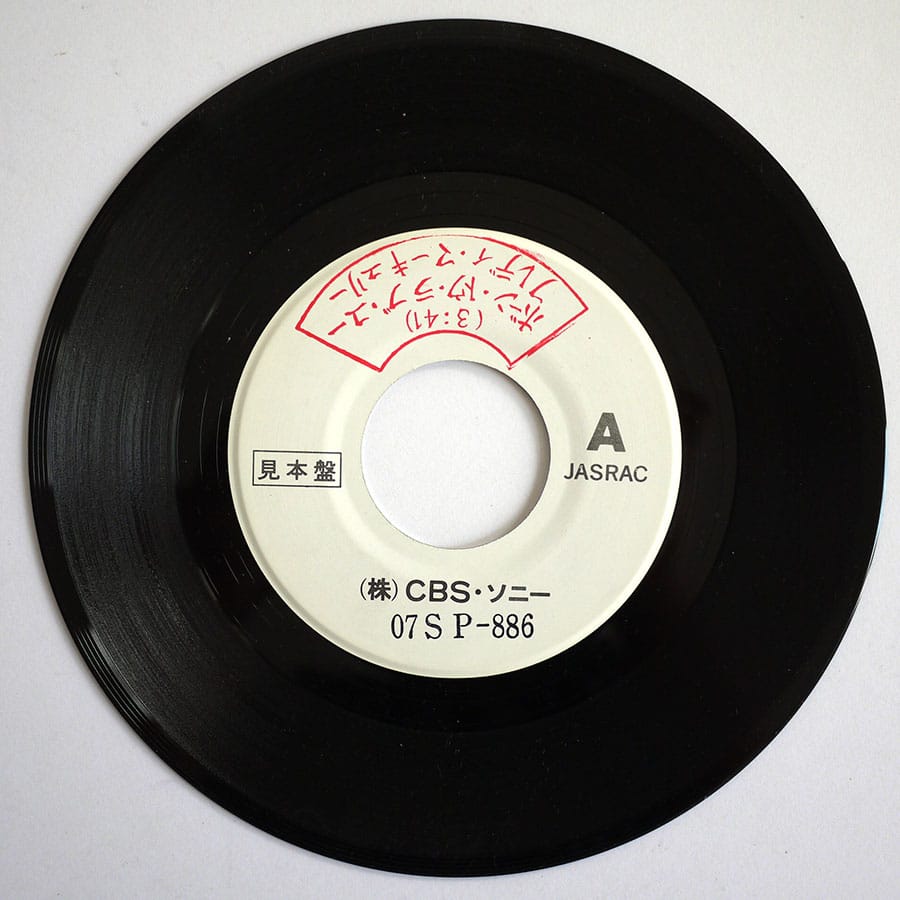 ボーン・トゥ・ラブ・ユー
フレディ・マーキュリー
(3:41)
A
JASRAC
見本盤
(株)CBS・ソニー
07SP-886